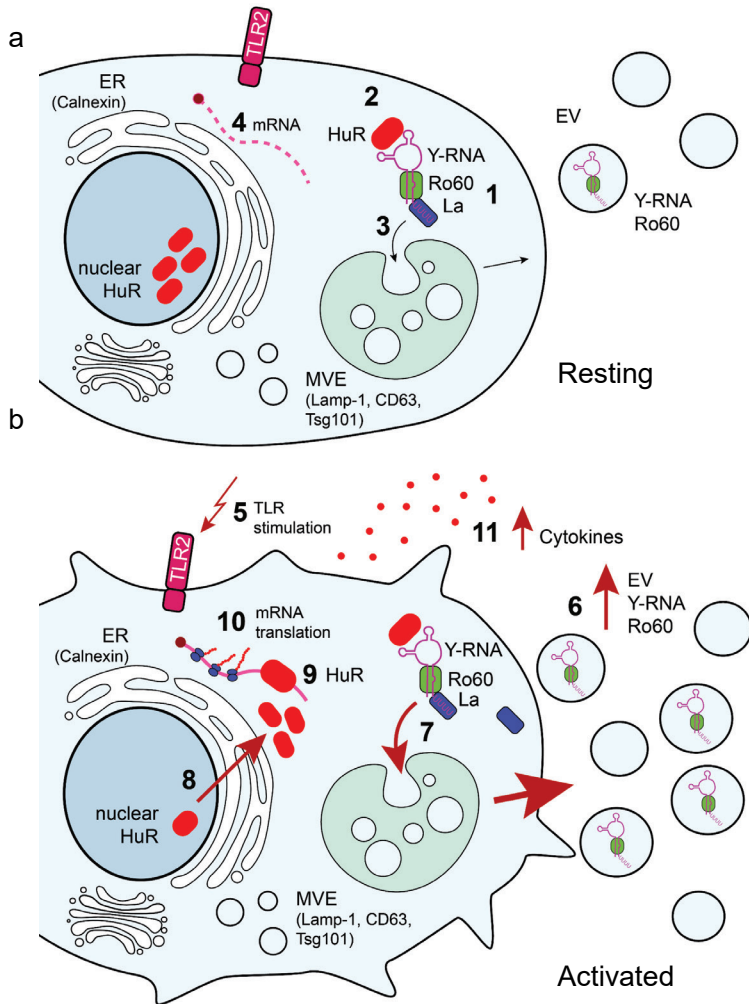 a
TLR2
ER
(Calnexin)
4 mRNA
2
HuR
Y-RNA
Ro60
La
1
3
nuclear
HuR
MVE
(Lamp-1, CD63,
Tsg101)
EV
Y-RNA
Ro60
Resting
b
5 TLR
stimulation
TLR2
11
Cytokines
6
EV
Y-RNA
Ro60
10 mRNA
translation
ER
(Calnexin)
9 HuR
Y-RNA
Ro60
La
7
8
nuclear
HuR
MVE
(Lamp-1, CD63,
Tsg101)
Activated